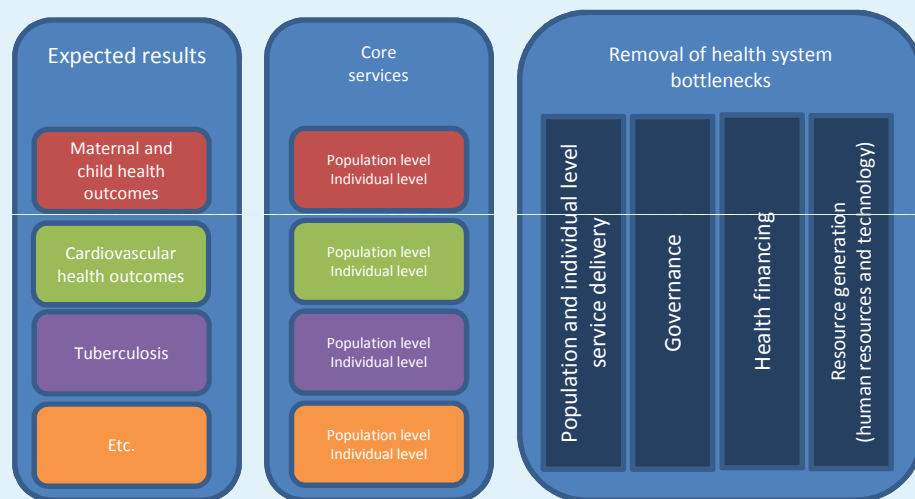 Expected results
Maternal and
child health
outcomes
Cardiovascular
health outcomes
Tuberculosis
Etc.
Core
services
Population level
Individual level
Population level
Individual level
Population level
Individual level
Population level
Individual level
Removal of health system
bottlenecks
Population and individual level
service delivery
Governance
Health financing
Resource generation
(human resources and technology)